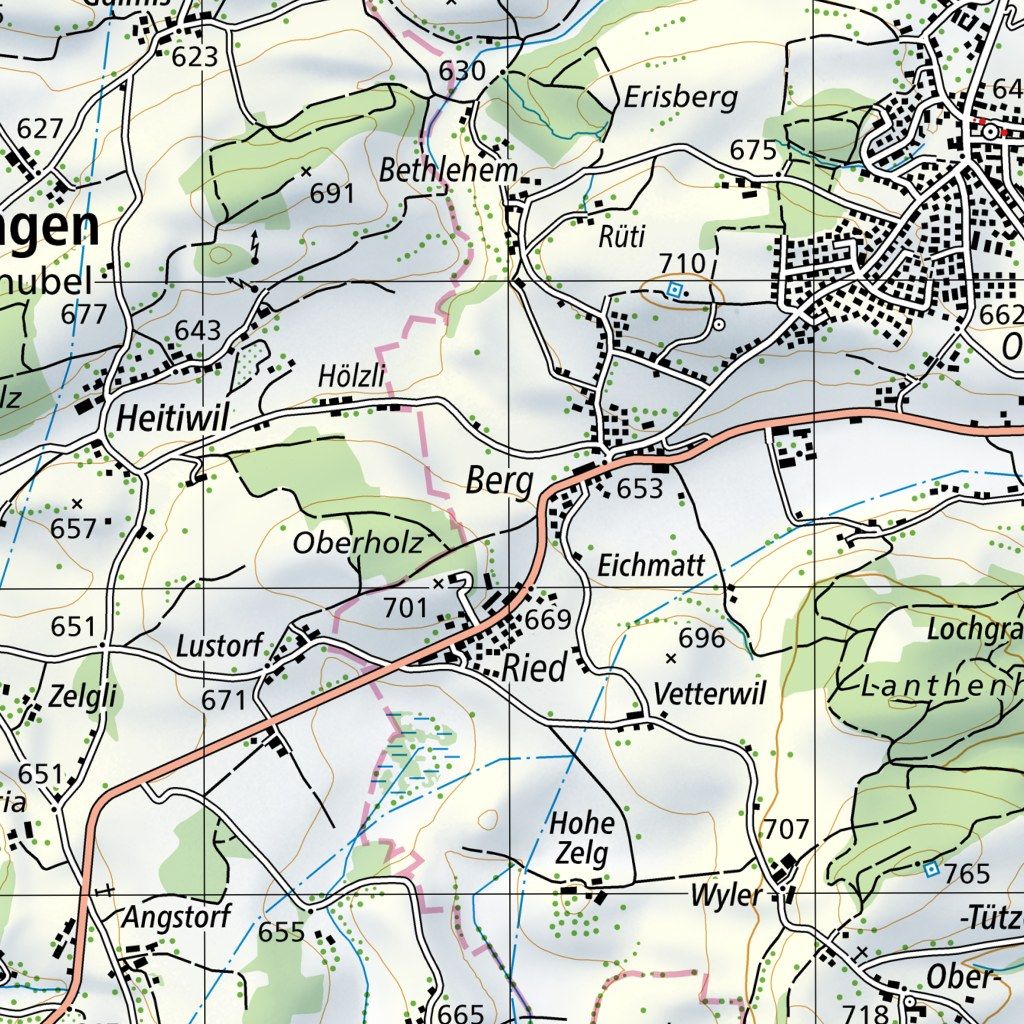 623
630
Erisberg
627
Bethlehem
675
691
Rüti
710
677
643
662
Hölzli
Heitiwil
Berg
653
657
Oberholz
Eichmatt
701
669
651
Lustorf
696
Ried
671
Zelgli
Vetterwil
651
Hohe
Zelg
707
765
Wyler
Angstorf
655
-Tütz
Ober-
665
718